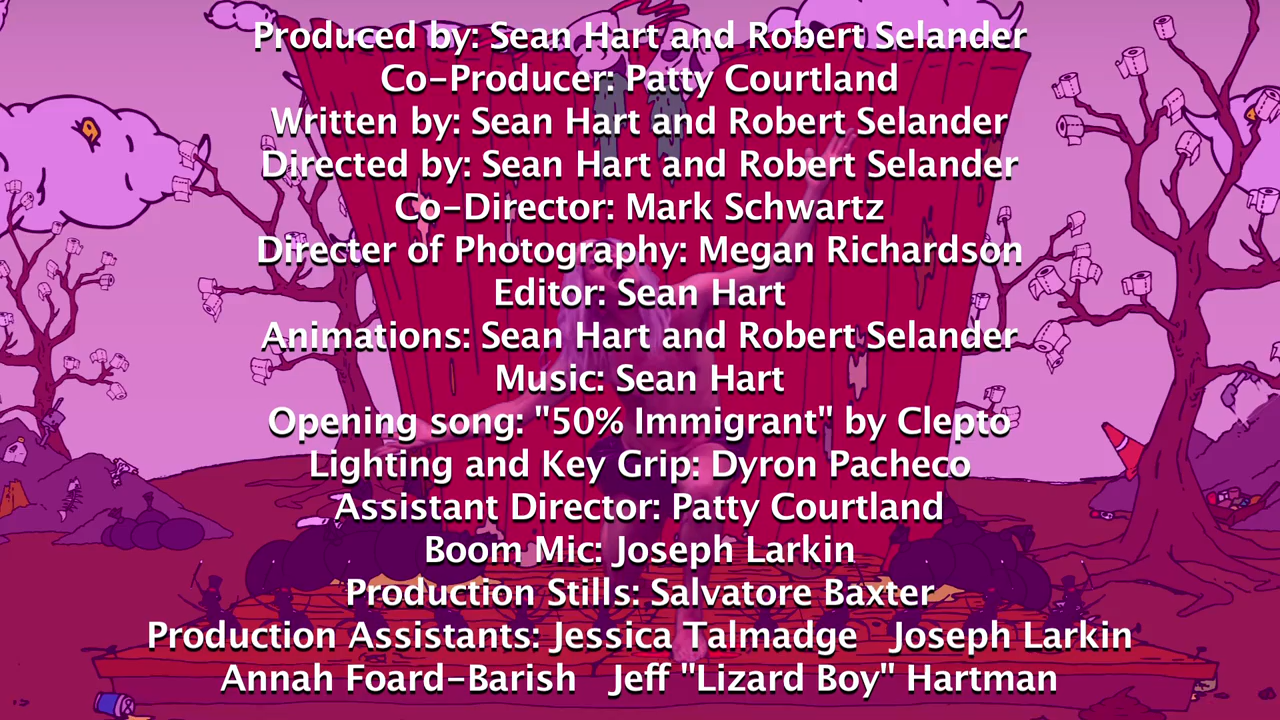 Produced by: Sean Hart and Robert Selander
Co-Producer: Patty Courtland
Written by: Sean Hart and Robert Selander
Directed by: Sean Hart and Robert Selander
Co-Director: Mark Schwartz
Directer of Photography: Megan Richardson
Editor: Sean Hart
Animations: Sean Hart and Robert Selander
Music: Sean Hart
Opening song: "50% Immigrant" by Clepto
Lighting and Key Grip: Dyron Pacheco
Assistant Director: Patty Courtland
Boom Mic: Joseph Larkin
Production Stills: Salvatore Baxter
Production Assistants: Jessica Talmadge   Joseph Larkin
Annah Foard-Barish   Jeff "Lizard Boy" Hartman